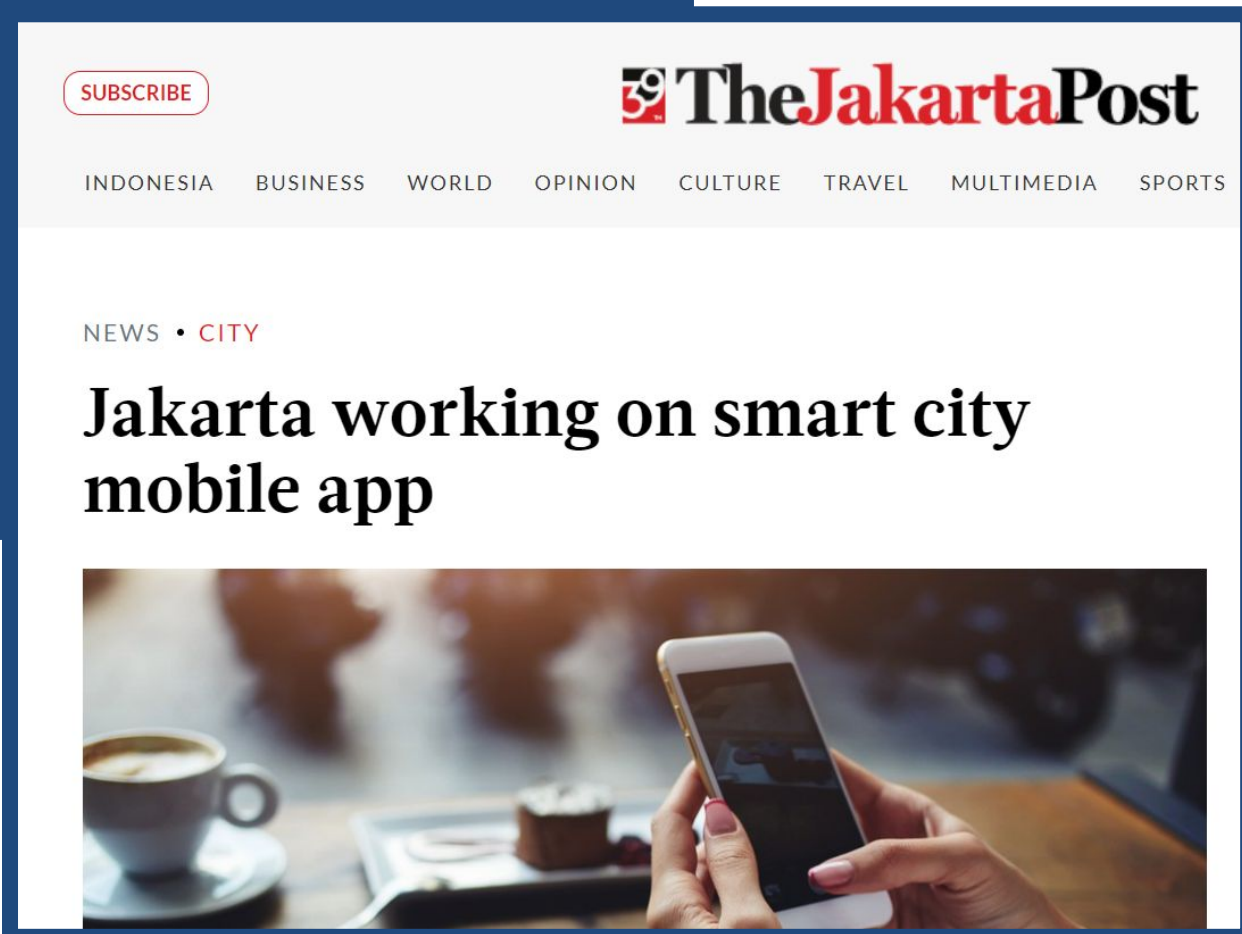 SUBSCRIBE
39 TheJakartaPost
INDONESIA BUSINESS WORLD OPINION CULTURE TRAVEL MULTIMEDIA SPORTS
NEWS • CITY
Jakarta working on smart city
mobile app